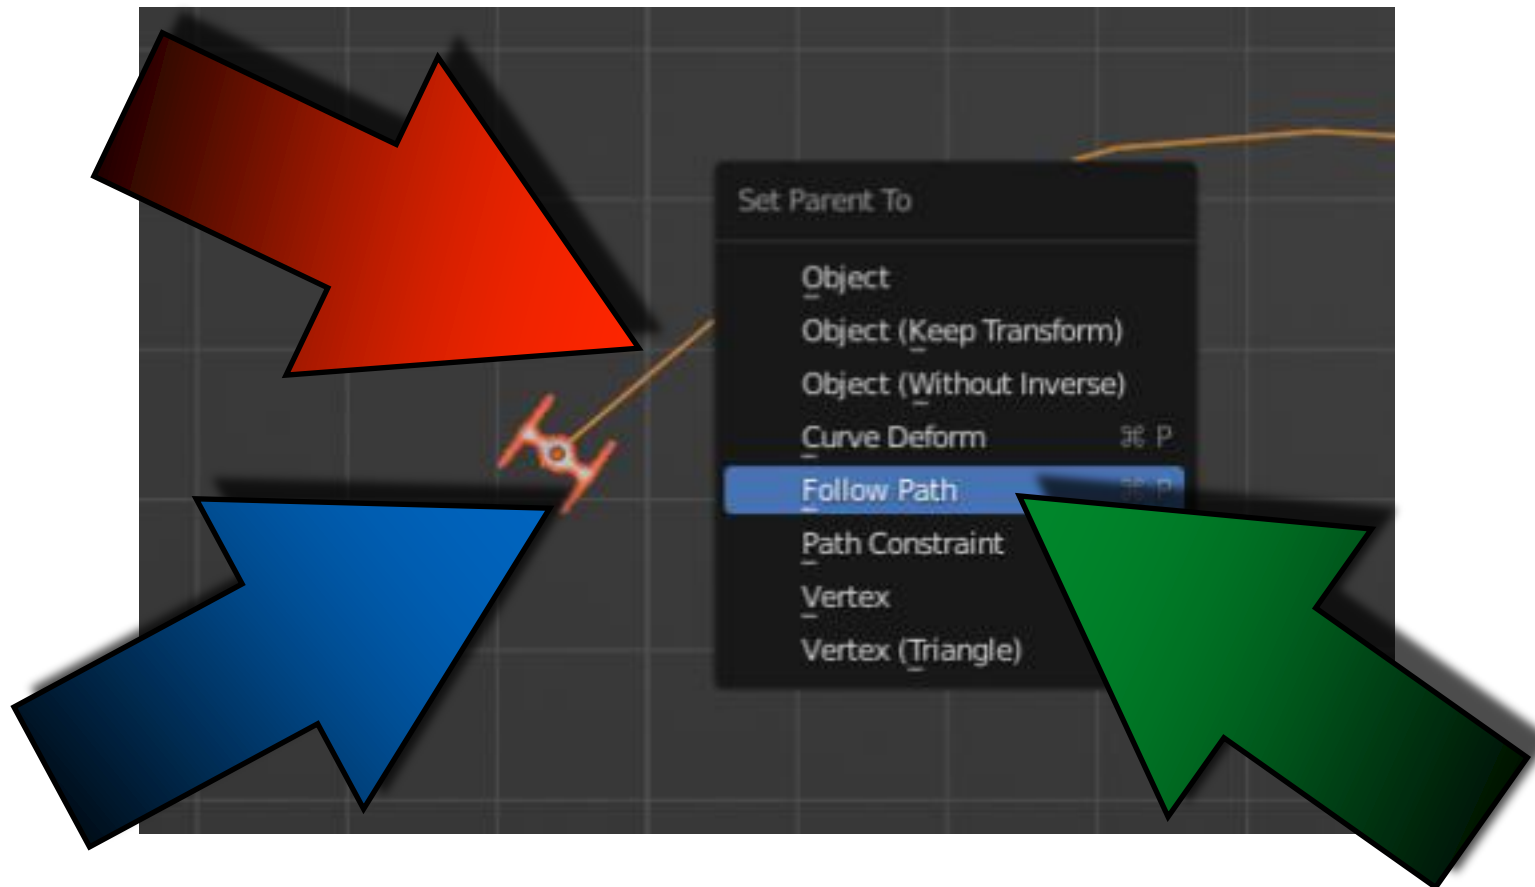 Set Parent To
Object
Object (Keep Transform)
Object (Without Inverse)
Curve Deform ⌘ P
Follow Path ⌘ P
Path Constraint
Vertex
Vertex (Triangle)